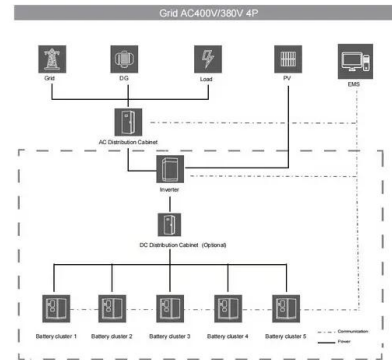 Grid AC400V/380V 4P
Grid
DG
Load
PV
EMS
AC Distribution Cabinet
Inverter
DC Distribution Cabinet (Optional)
Battery cluster 1
Battery cluster 2
Battery cluster 3
Battery cluster 4
Battery cluster 5
Communication
Power